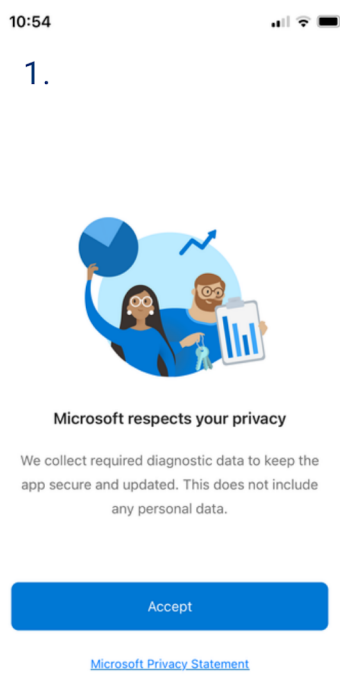 10:54
1.
Microsoft respects your privacy
We collect required diagnostic data to keep the
app secure and updated. This does not include
any personal data.
Accept
Microsoft Privacy Statement